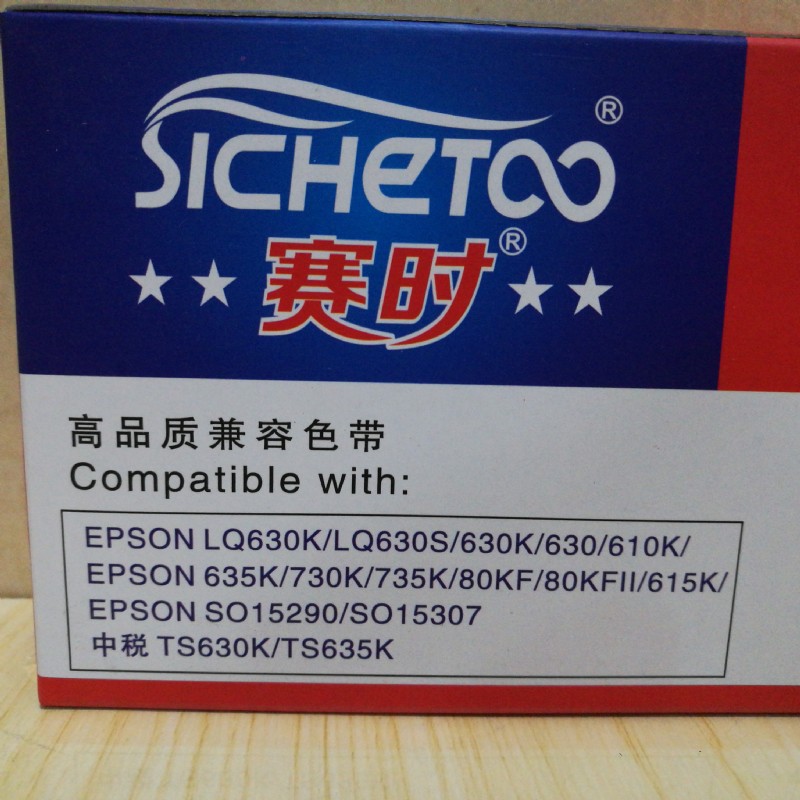 SICHETOO®
赛时®
高品质兼容色带
Compatible with:
EPSON LQ630K/LQ630S/630K/630/610K/
EPSON 635K/730K/735K/80KF/80KFII/615K/
EPSON SO15290/SO15307
中税 TS630K/TS635K